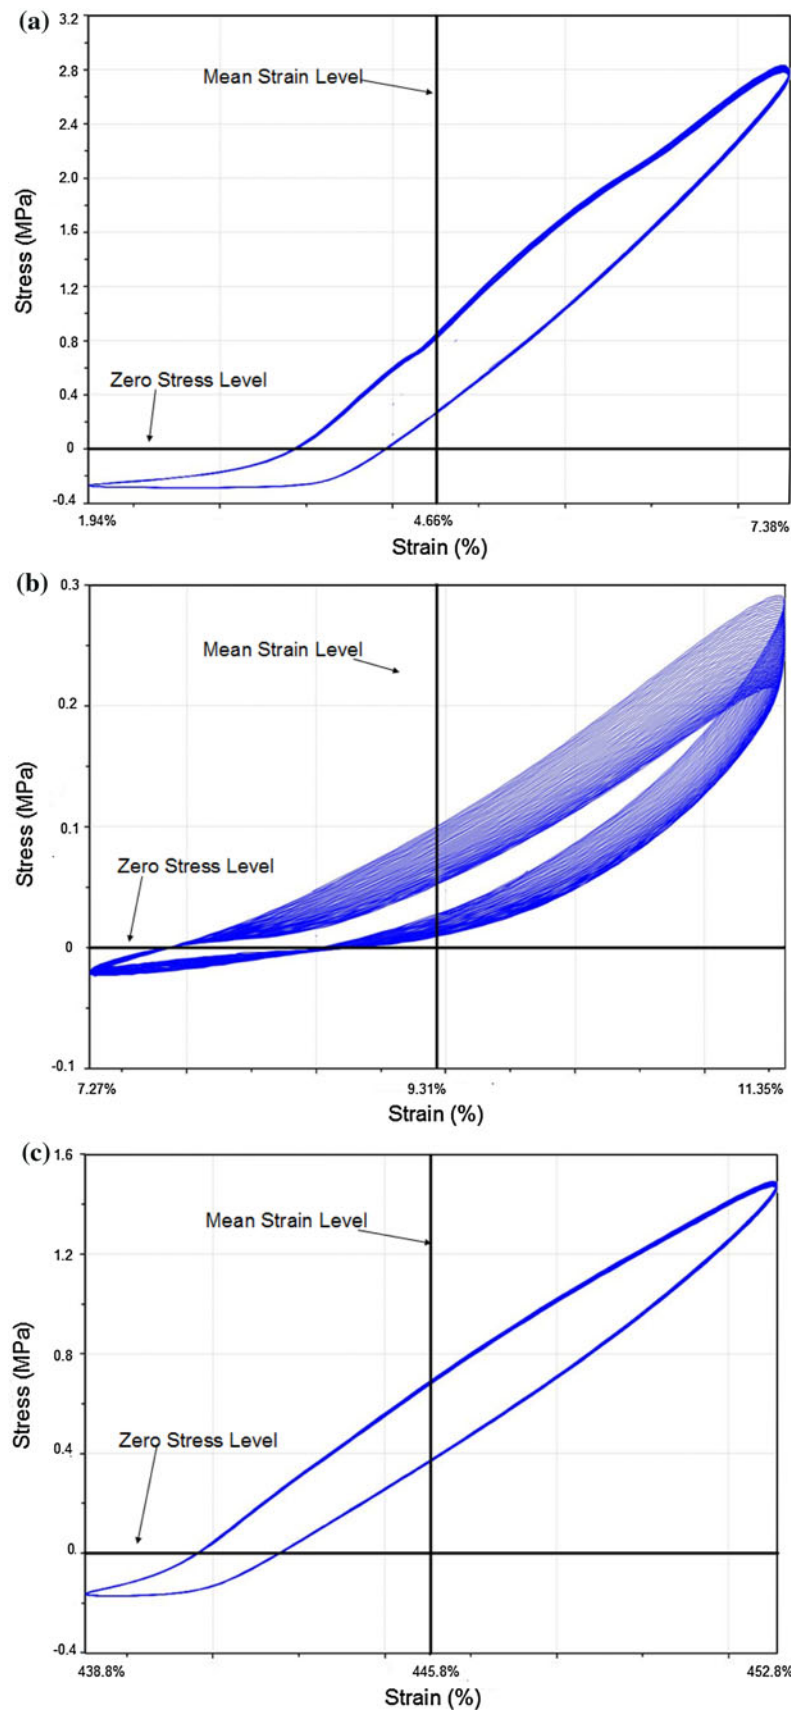 (a)
3.2
2.8
2.4
2.0
1.6
1.2
0.8
0.4
0
-0.4
Stress (MPa)
Mean Strain Level
Zero Stress Level
1.94% 4.66% 7.38%
Strain (%)
(b)
0.3
0.2
0.1
0
-0.1
Stress (MPa)
Mean Strain Level
Zero Stress Level
7.27% 9.31% 11.35%
Strain (%)
(c)
1.6
1.2
0.8
0.4
0
-0.4
Stress (MPa)
Mean Strain Level
Zero Stress Level
438.8% 445.8% 452.8%
Strain (%)